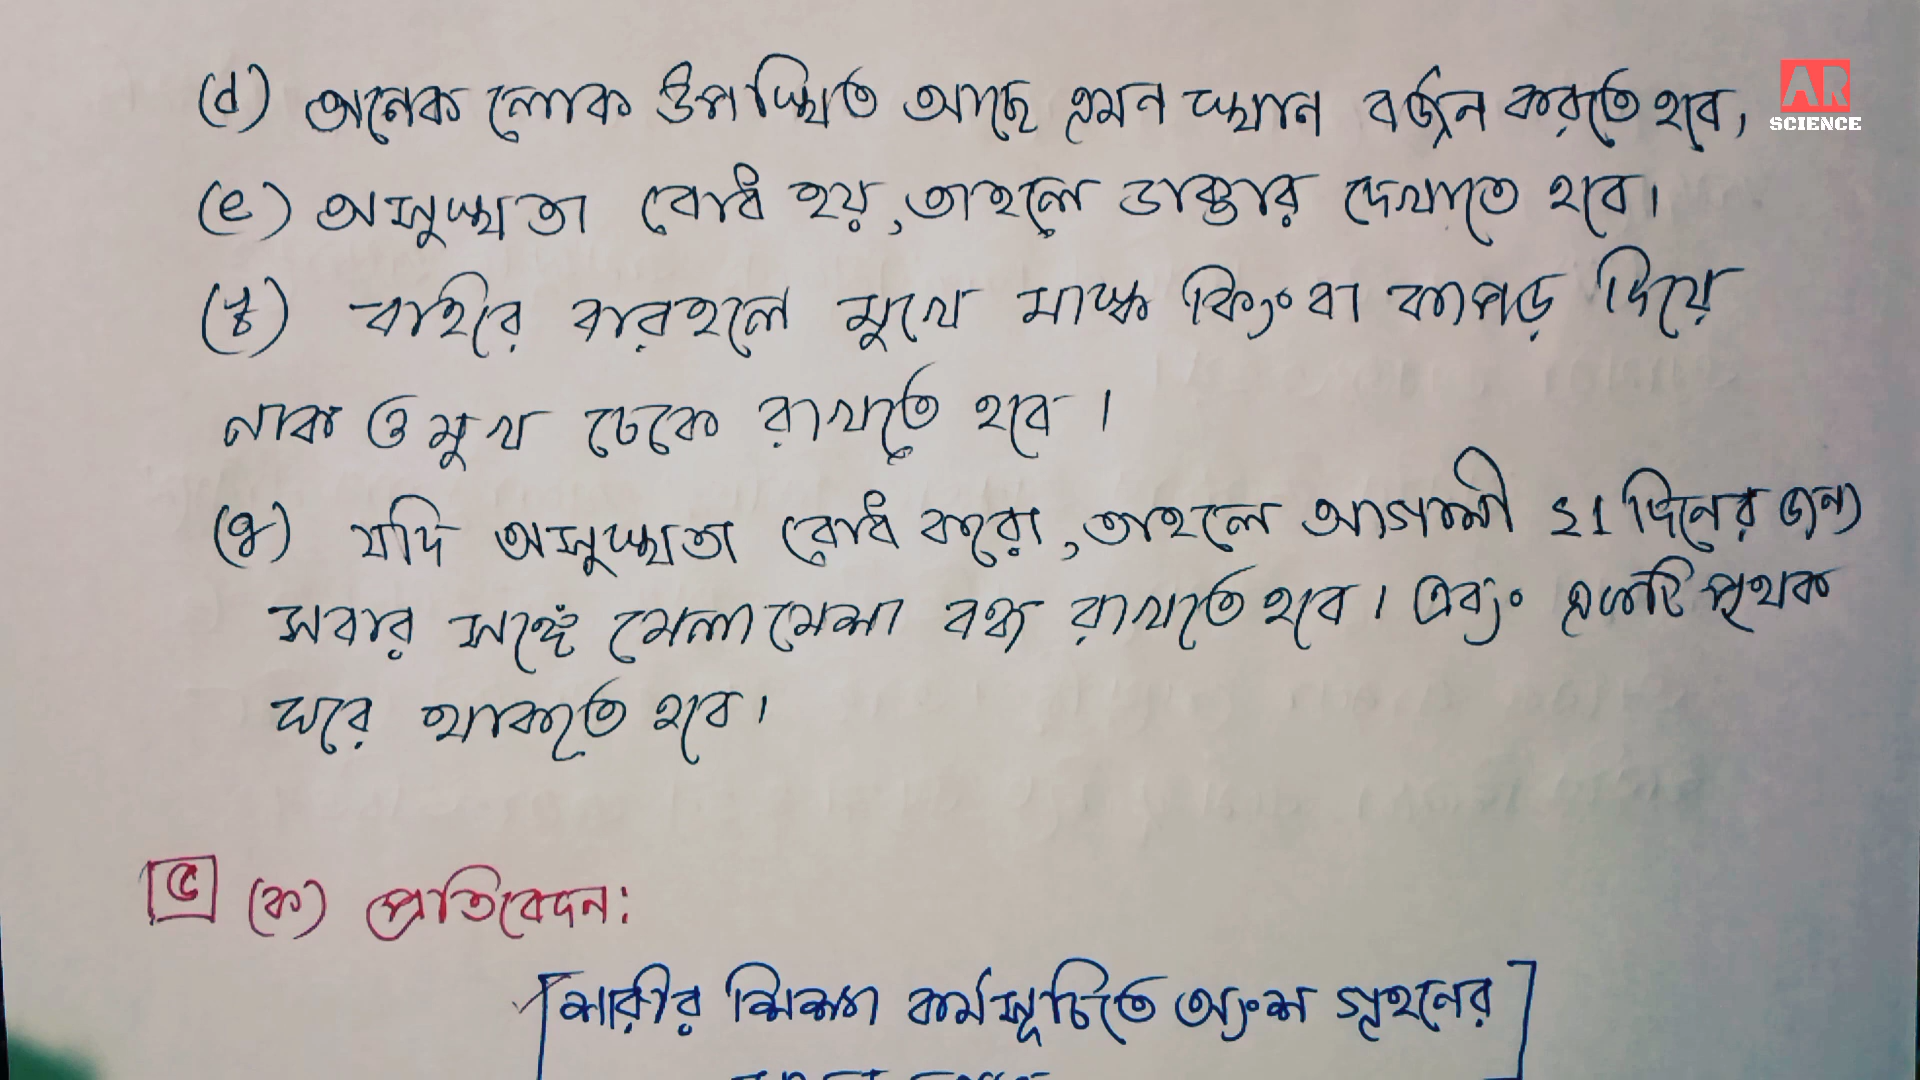 (d) অনেক লোক উপস্থিত আছে এমন স্থান বর্জন করতে হবে,
AR
SCIENCE
(e) অসুস্থতা বোধ হয়, তাহলে ডাক্তার দেখাতে হবে।
(f) বাইরে বারহলে মুখে মাস্ক কিংবা কাপড় দিয়ে
নাক ও মুখ ঢেকে রাখতে হবে।
(g) যদি অসুস্থতা বোধ করো, তাহলে আগামী 21 দিনের জন্য
সবার সঙ্গে মেলামেশা বন্ধ রাখতে হবে। এবং একটি পৃথক
ঘরে থাকতে হবে।
৫ (ক) প্রতিবেদন:
[শারীর শিক্ষা কর্মসূচিতে অংশ গৃহনের]